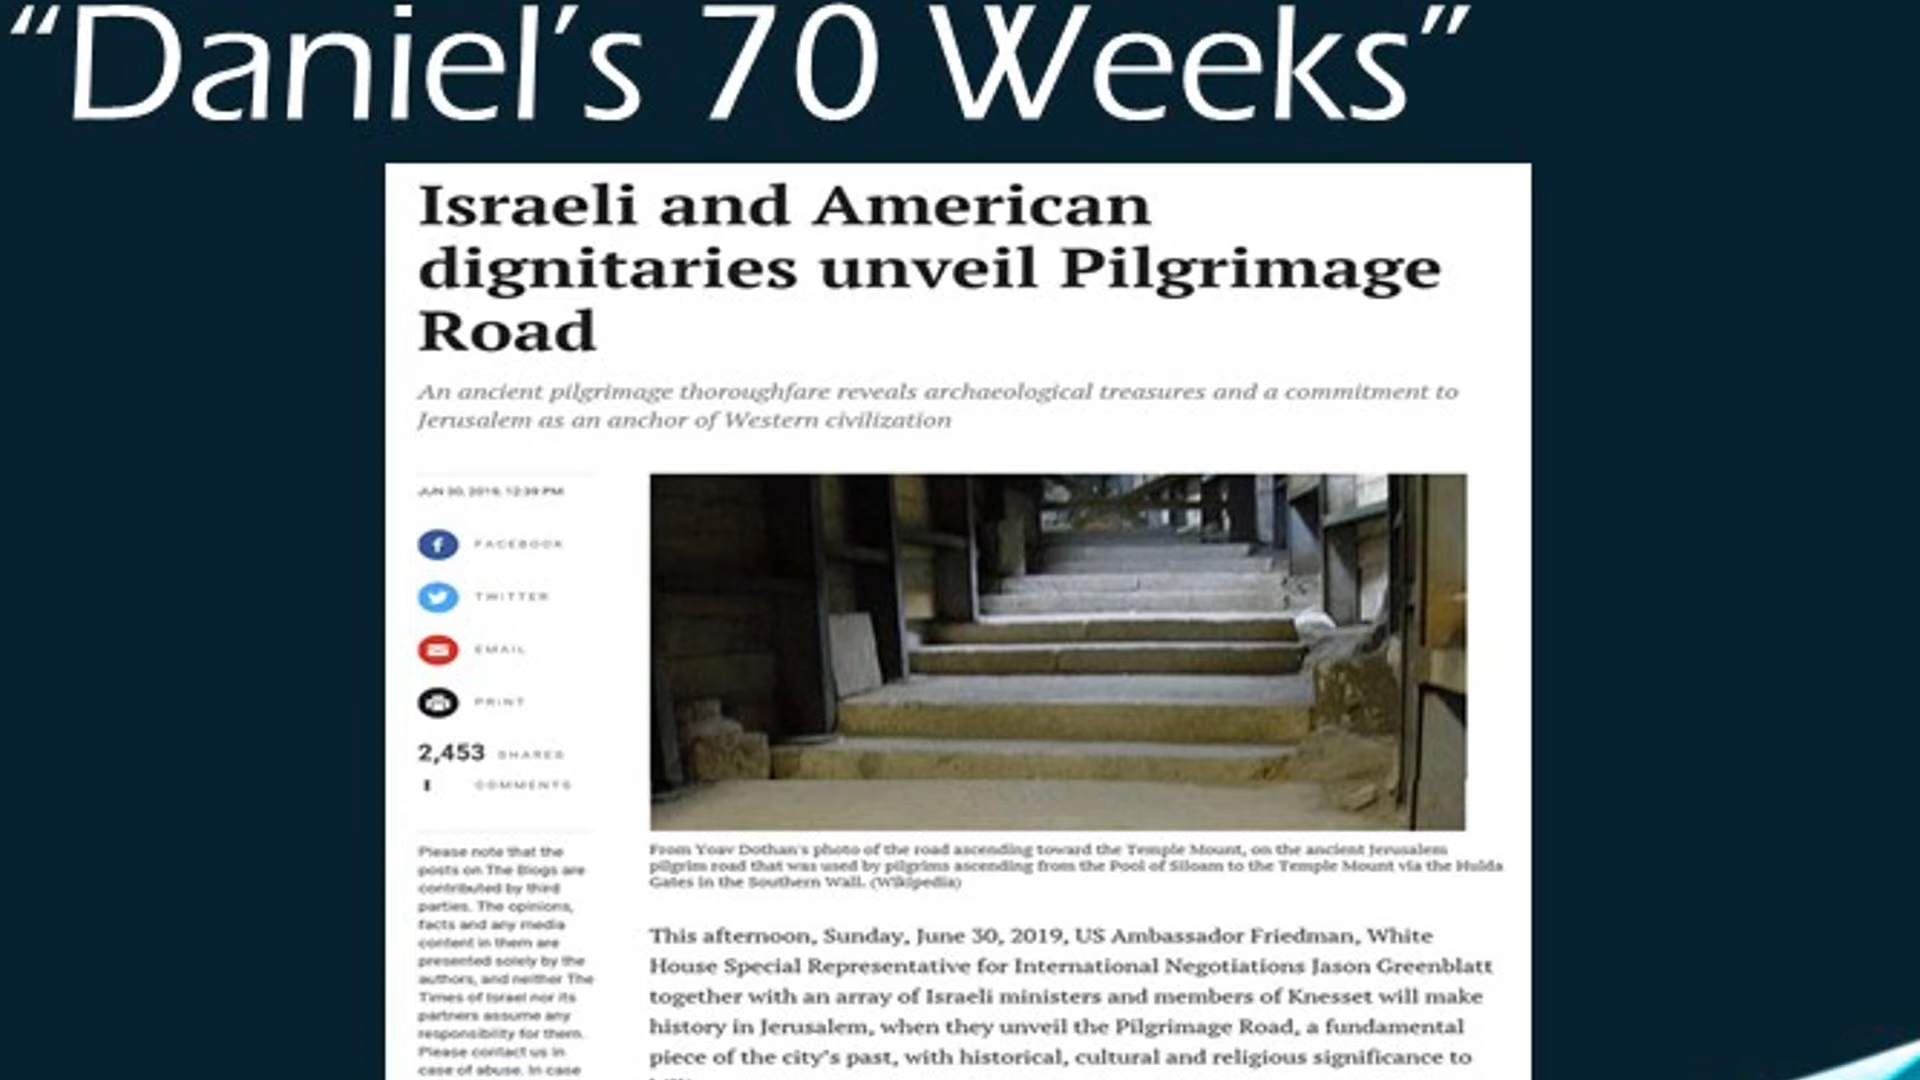 “Daniel’s 70 Weeks”
Israeli and American
dignitaries unveil Pilgrimage
Road
An ancient pilgrimage thoroughfare reveals archaeological treasures and a commitment to
Jerusalem as an anchor of Western civilization
JUN 30, 2019, 12:39 PM
FACEBOOK
TWITTER
EMAIL
PRINT
2,453 SHARES
1 COMMENTS
Please note that the
posts on The Blogs are
contributed by third
parties. The opinions,
facts and any media
content in them are
presented solely by the
authors, and neither The
Times of Israel nor its
partners assume any
responsibility for them.
Please contact us in
case of abuse. In case
From Yoav Dothan's photo of the road ascending toward the Temple Mount, on the ancient Jerusalem
pilgrim road that was used by pilgrims ascending from the Pool of Siloam to the Temple Mount via the Hulda
Gates in the Southern Wall. (Wikipedia)
This afternoon, Sunday, June 30, 2019, US Ambassador Friedman, White
House Special Representative for International Negotiations Jason Greenblatt
together with an array of Israeli ministers and members of Knesset will make
history in Jerusalem, when they unveil the Pilgrimage Road, a fundamental
piece of the city’s past, with historical, cultural and religious significance to